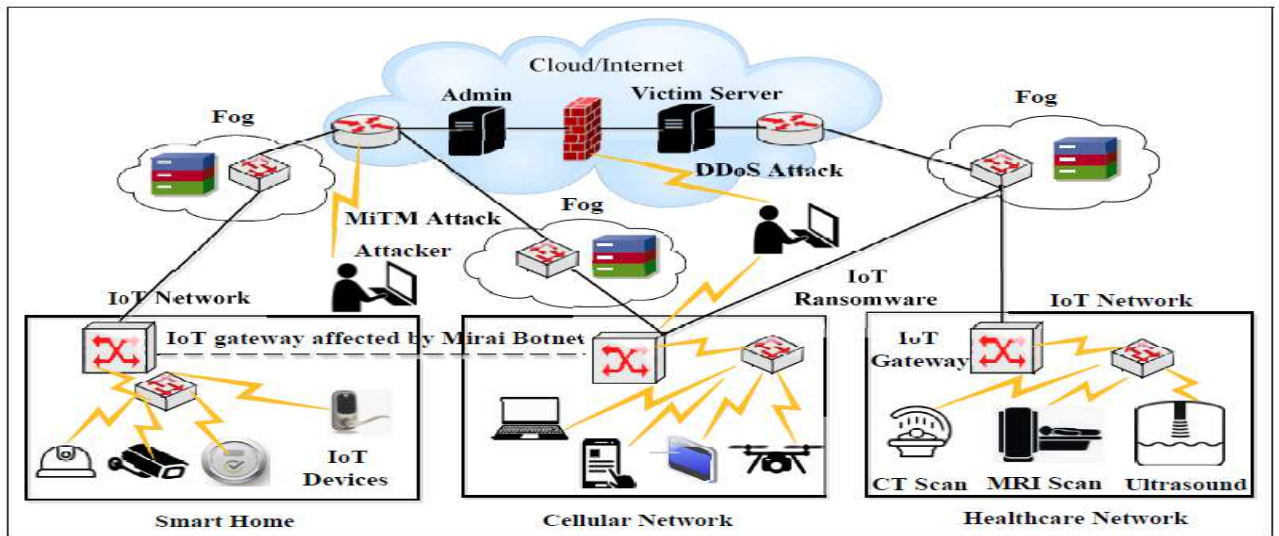 Cloud/Internet
Admin
Victim Server
Fog
Fog
DDoS Attack
Fog
MiTM Attack
Attacker
IoT Network
IoT
Ransomware
IoT Network
IoT gateway affected by Mirai Botnet
IoT
Gateway
IoT
Devices
CT Scan
MRI Scan
Ultrasound
Smart Home
Cellular Network
Healthcare Network